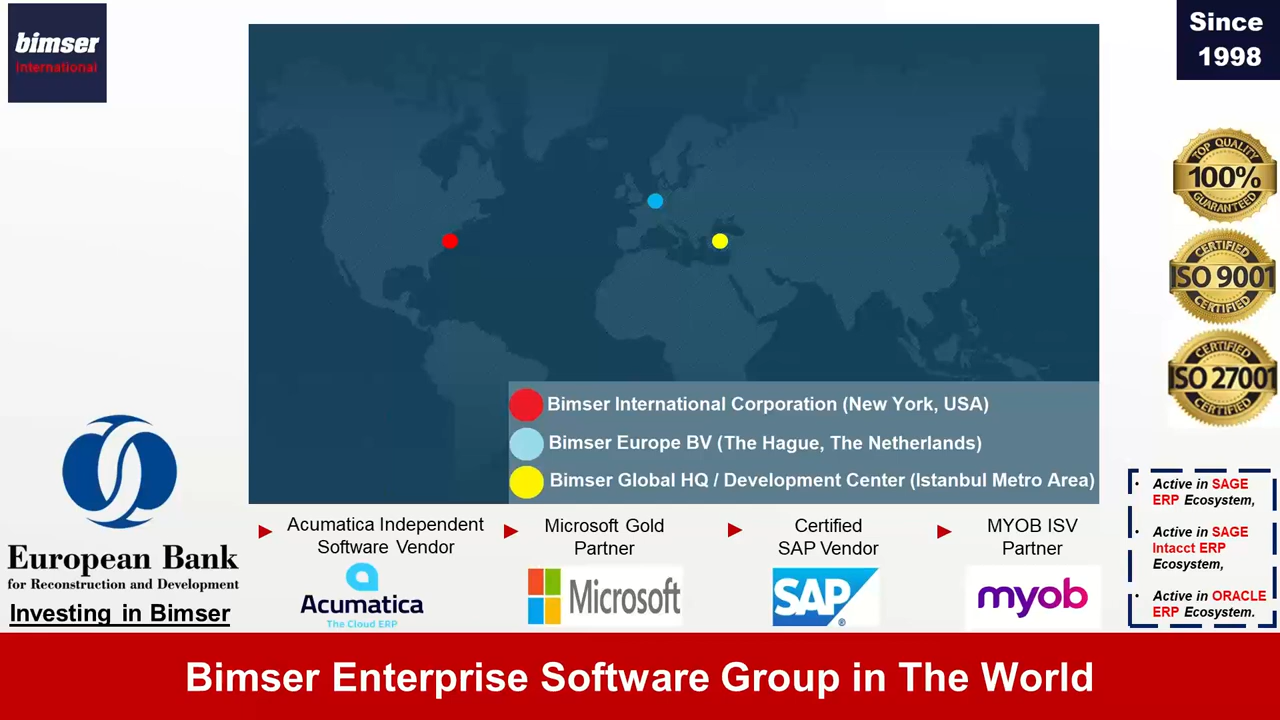 bimser
International
Since
1998
TOP QUALITY
100%
GUARANTEED
CERTIFIED
ISO 9001
CERTIFIED
CERTIFIED
ISO 27001
CERTIFIED
Bimser International Corporation (New York, USA)
Bimser Europe BV (The Hague, The Netherlands)
Bimser Global HQ / Development Center (Istanbul Metro Area)
European Bank
for Reconstruction and Development
Investing in Bimser
Acumatica Independent
Software Vendor
Acumatica
The Cloud ERP
Microsoft Gold
Partner
Microsoft
Certified
SAP Vendor
SAP®
MYOB ISV
Partner
myob
• Active in SAGE
ERP Ecosystem,
• Active in SAGE
Intacct ERP
Ecosystem,
• Active in ORACLE
ERP Ecosystem.
Bimser Enterprise Software Group in The World